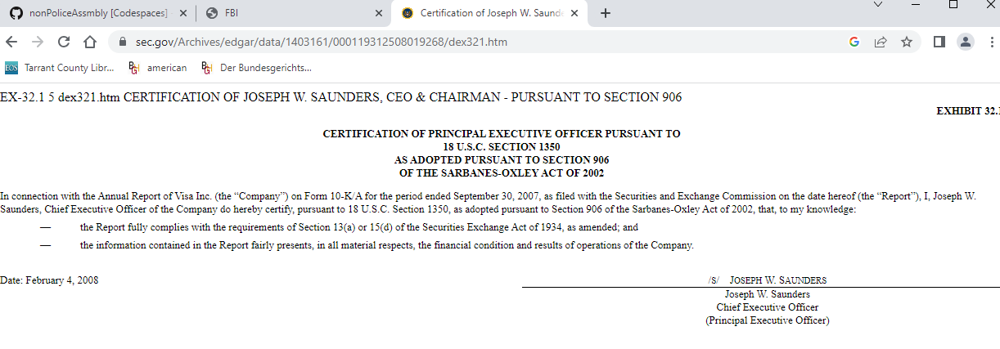 nonPoliceAssmbly [Codespaces]
FBI
Certification of Joseph W. Saunde
sec.gov/Archives/edgar/data/1403161/000119312508019268/dex321.htm
EOS Tarrant County Libr...
BGH american
BGH Der Bundesgerichts...
EX-32.1 5 dex321.htm CERTIFICATION OF JOSEPH W. SAUNDERS, CEO & CHAIRMAN - PURSUANT TO SECTION 906
EXHIBIT 32.
CERTIFICATION OF PRINCIPAL EXECUTIVE OFFICER PURSUANT TO
18 U.S.C. SECTION 1350
AS ADOPTED PURSUANT TO SECTION 906
OF THE SARBANES-OXLEY ACT OF 2002
In connection with the Annual Report of Visa Inc. (the “Company”) on Form 10-K/A for the period ended September 30, 2007, as filed with the Securities and Exchange Commission on the date hereof (the “Report”), I, Joseph W.
Saunders, Chief Executive Officer of the Company do hereby certify, pursuant to 18 U.S.C. Section 1350, as adopted pursuant to Section 906 of the Sarbanes-Oxley Act of 2002, that, to my knowledge:
— the Report fully complies with the requirements of Section 13(a) or 15(d) of the Securities Exchange Act of 1934, as amended; and
— the information contained in the Report fairly presents, in all material respects, the financial condition and results of operations of the Company.
Date: February 4, 2008
/S/ JOSEPH W. SAUNDERS
Joseph W. Saunders
Chief Executive Officer
(Principal Executive Officer)